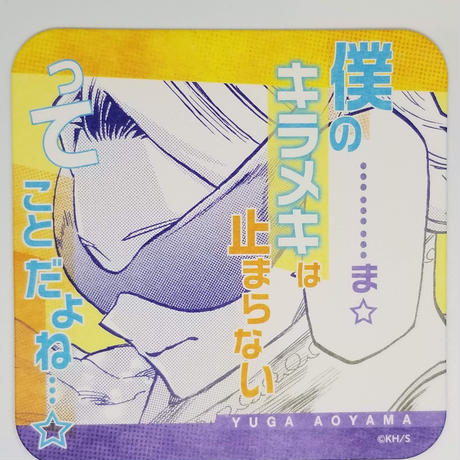 ………ま☆
僕の
キラメキは
止まらない
って
ことだよね…☆
YUGA AOYAMA
©KH/S